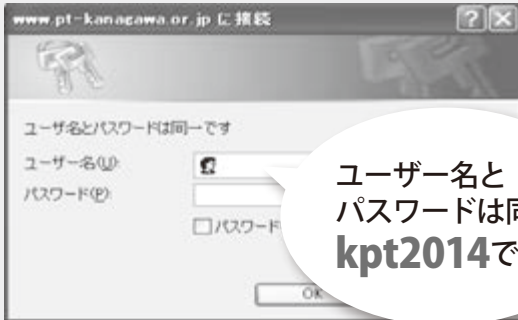 www.pt-kanagawa.or.jp に接続
ユーザ名とパスワードは同一です
ユーザー名(U):
パスワード(P):
パスワード
OK
ユーザー名と
パスワードは同
kpt2014で